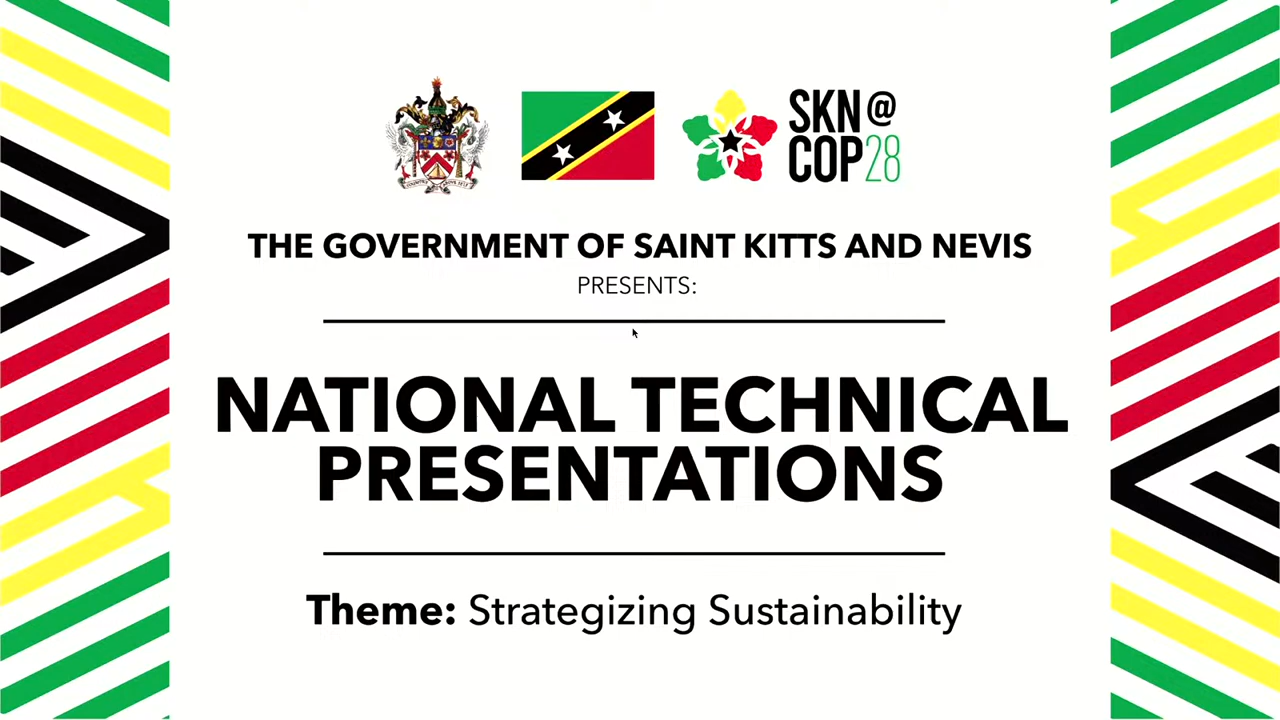 SKN@
COP28
THE GOVERNMENT OF SAINT KITTS AND NEVIS
PRESENTS:
NATIONAL TECHNICAL
PRESENTATIONS
Theme: Strategizing Sustainability